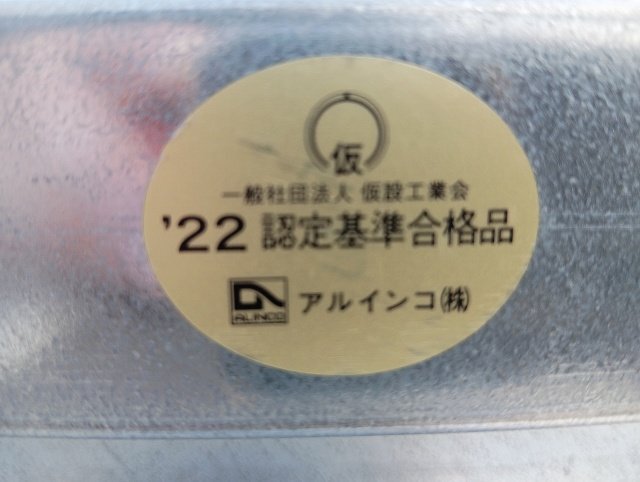 仮
一般社団法人 仮設工業会
'22 認定基準合格品
ALINCO アルインコ㈱